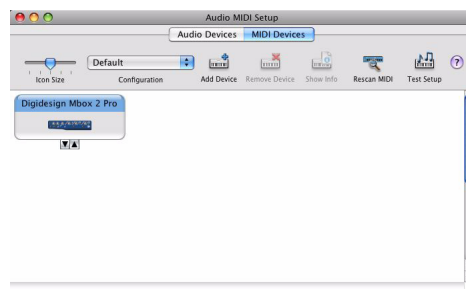 Audio MIDI Setup
Audio Devices MIDI Devices
Default
Icon Size Configuration Add Device Remove Device Show Info Rescan MIDI Test Setup ?
Digidesign Mbox 2 Pro